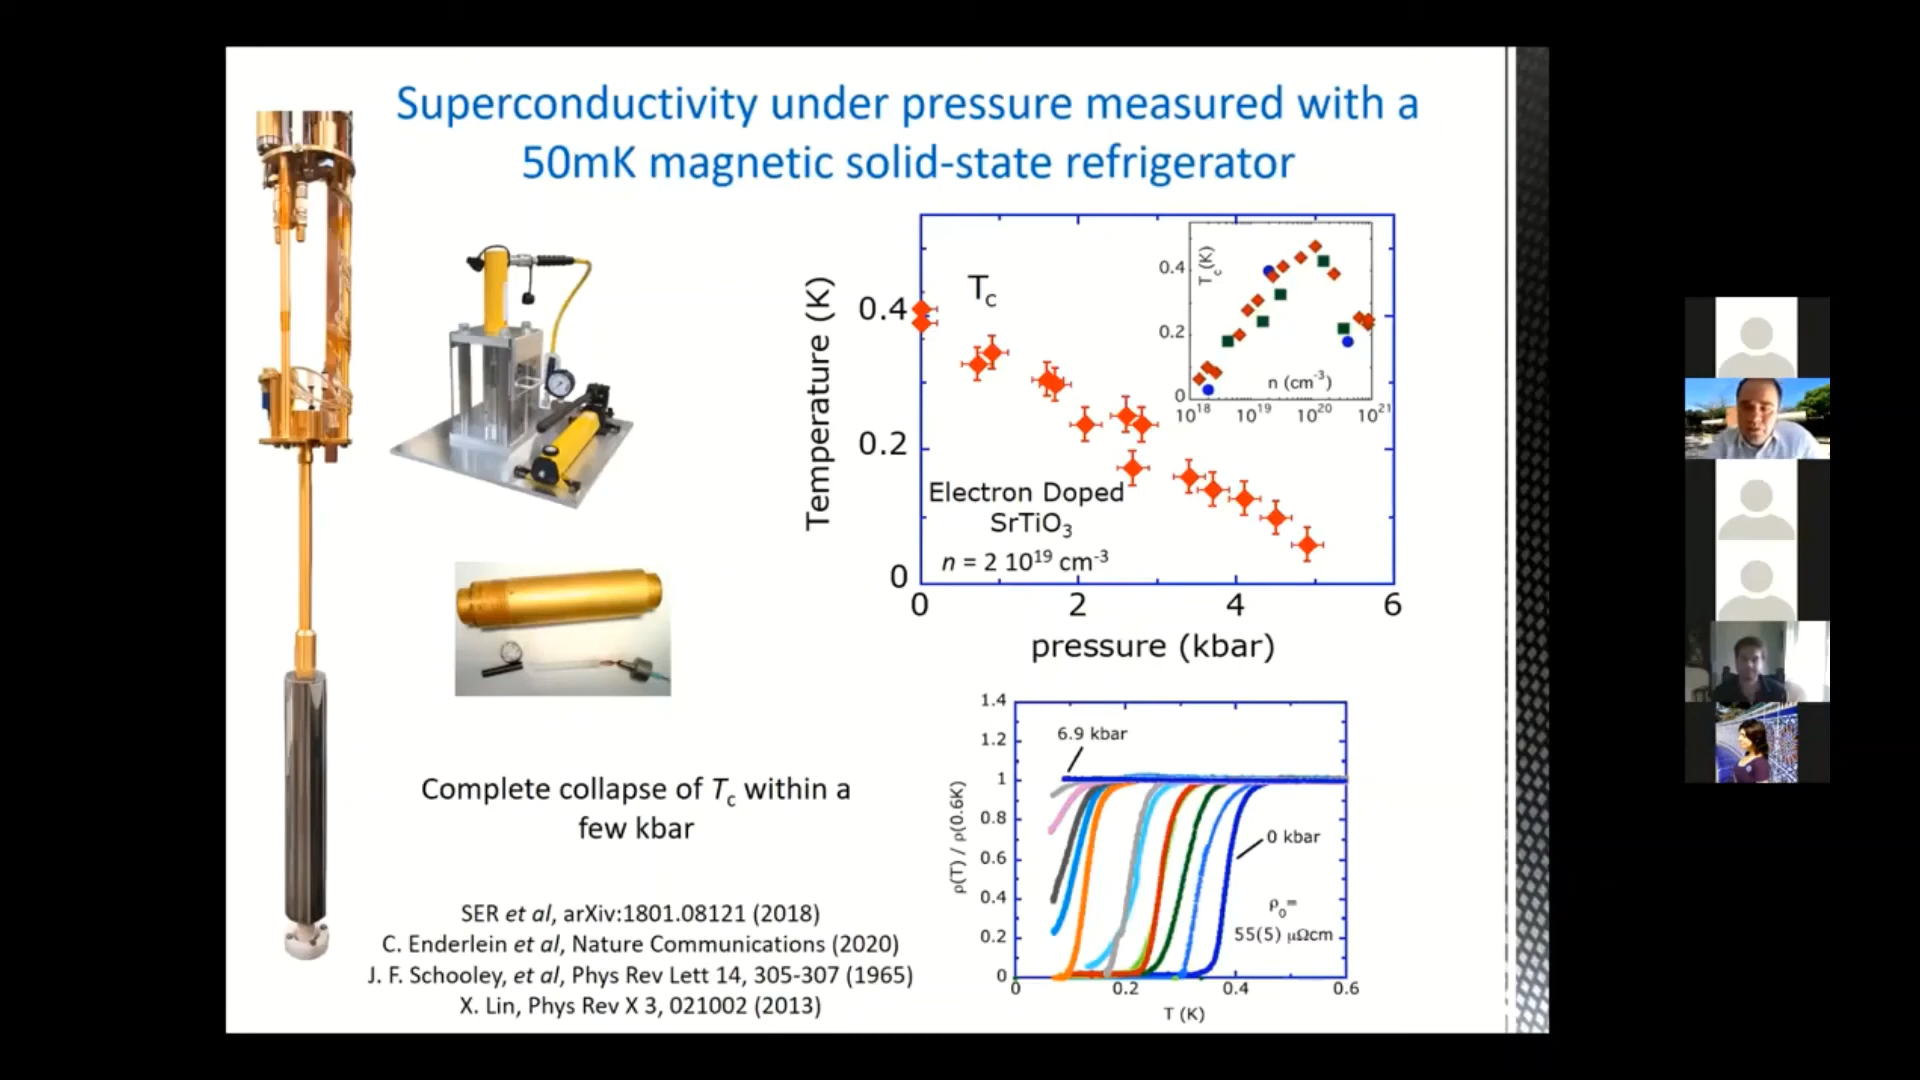 Superconductivity under pressure measured with a
50mK magnetic solid-state refrigerator
Temperature (K)
0.4
0.2
0
0 2 4 6
pressure (kbar)
Tc
Electron Doped
SrTiO3
n = 2 10^19 cm^-3
Tc(K)
0.4
0.2
0
10^18 10^19 10^20 10^21
n (cm^-3)
Complete collapse of Tc within a
few kbar
SER et al, arXiv:1801.08121 (2018)
C. Enderlein et al, Nature Communications (2020)
J. F. Schooley, et al, Phys Rev Lett 14, 305-307 (1965)
X. Lin, Phys Rev X 3, 021002 (2013)
ρ(T) / ρ(0.6K)
1.4
1.2
1
0.8
0.6
0.4
0.2
0
0 0.2 0.4 0.6
T (K)
6.9 kbar
0 kbar
ρ0=
55(5) μΩcm